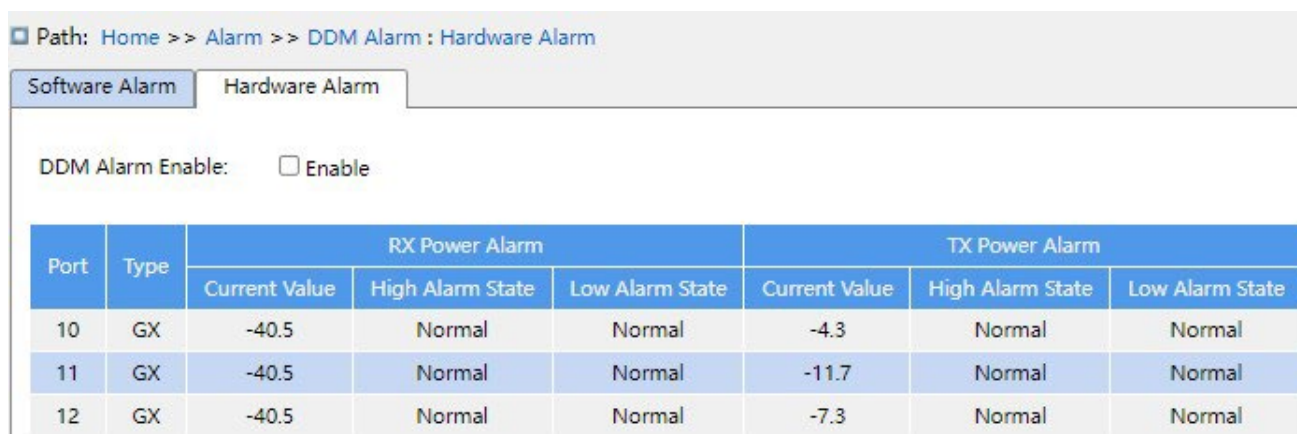 Path: Home >> Alarm >> DDM Alarm : Hardware Alarm
Software Alarm Hardware Alarm
DDM Alarm Enable: Enable
Port Type RX Power Alarm TX Power Alarm
Current Value High Alarm State Low Alarm State Current Value High Alarm State Low Alarm State
10 GX -40.5 Normal Normal -4.3 Normal Normal
11 GX -40.5 Normal Normal -11.7 Normal Normal
12 GX -40.5 Normal Normal -7.3 Normal Normal